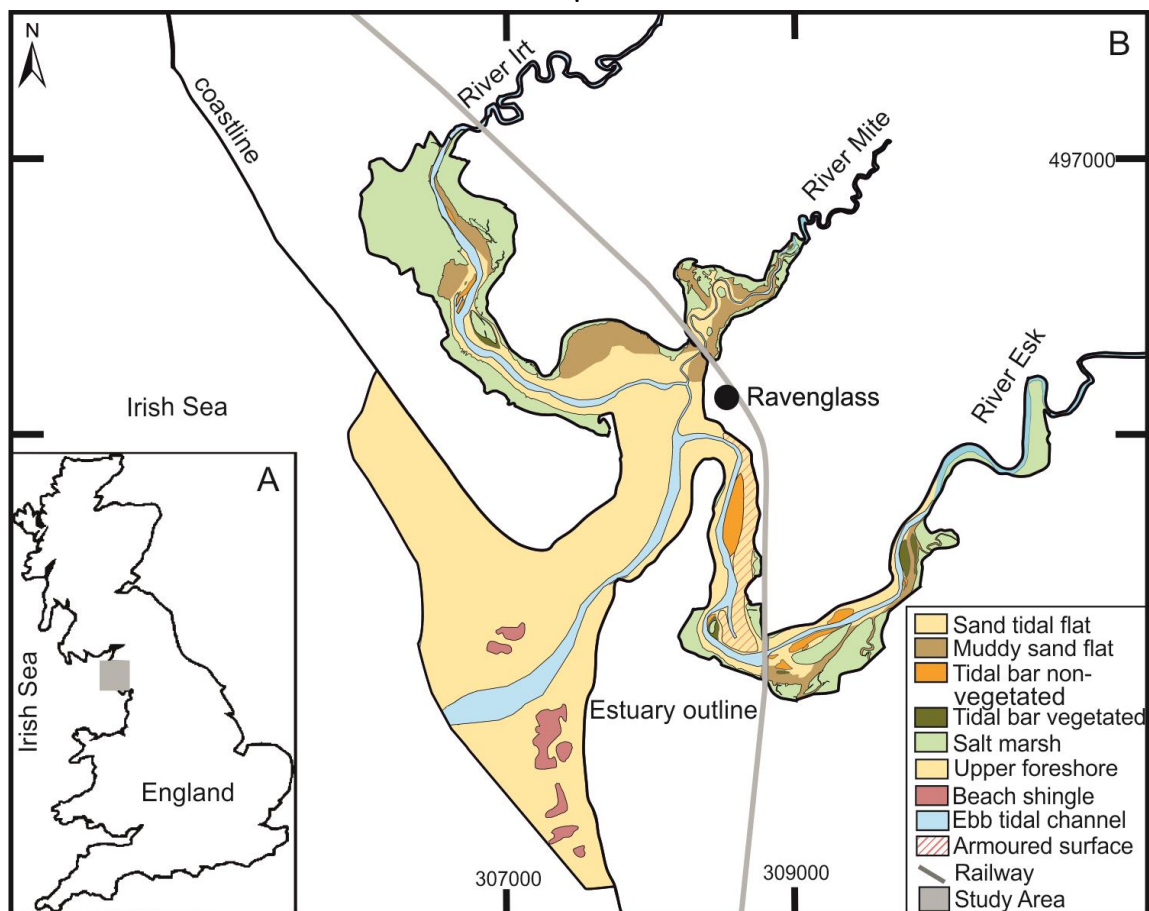 N
B
River Irt
coastline
River Mite
497000
Ravenglass
River Esk
Irish Sea
A
Irish Sea
England
Estuary outline
307000
309000
Sand tidal flat
Muddy sand flat
Tidal bar non-
vegetated
Tidal bar vegetated
Salt marsh
Upper foreshore
Beach shingle
Ebb tidal channel
Armoured surface
Railway
Study Area